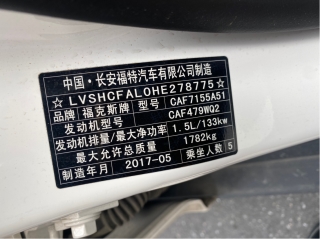 中国·长安福特汽车有限公司制造
☆LVSHCFAL0HE278775☆
品牌 福克斯牌 型号 CAF7155A51
发动机型号 CAF479WQ2
发动机排量/最大净功率 1.5L/133kw
最大允许总质量 1782kg
制造年月 2017-05 乘坐人数 5